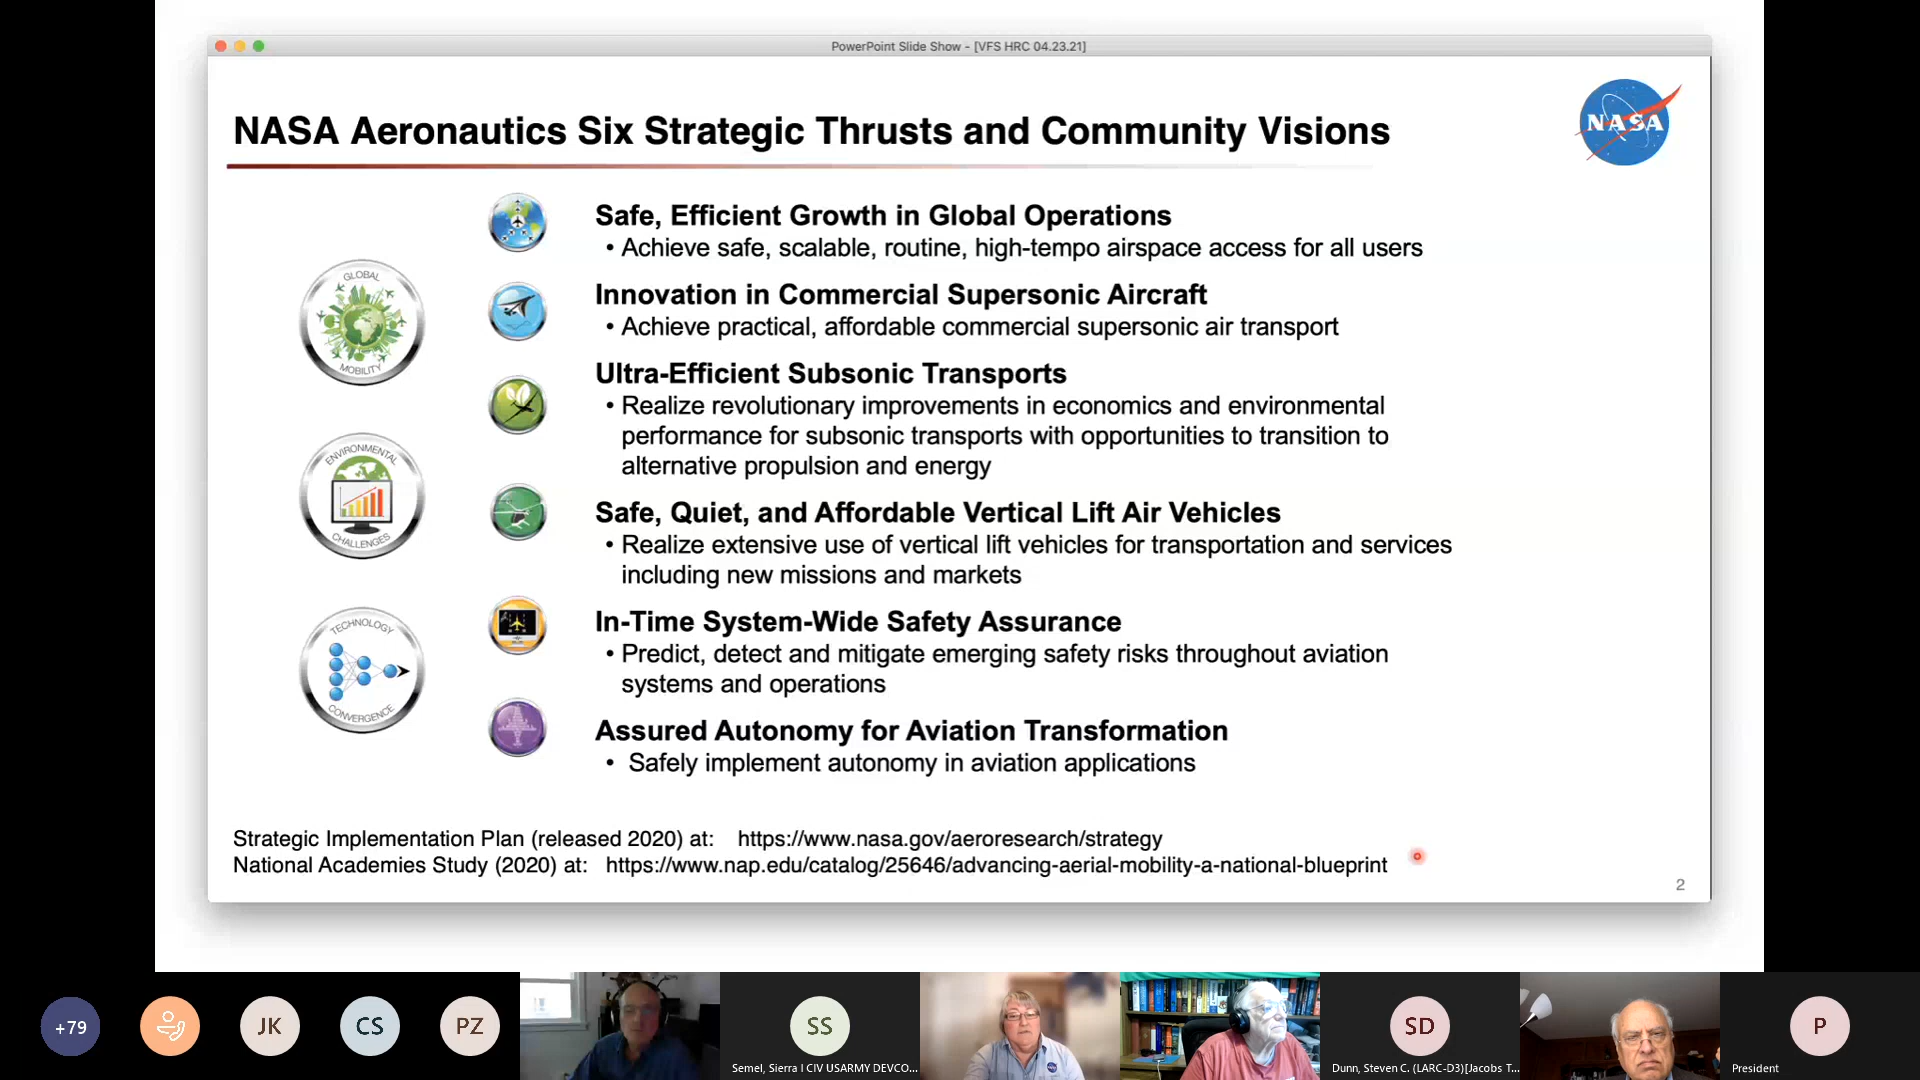 PowerPoint Slide Show - [VFS HRC 04.23.21]
NASA Aeronautics Six Strategic Thrusts and Community Visions
NASA
Safe, Efficient Growth in Global Operations
• Achieve safe, scalable, routine, high-tempo airspace access for all users
Innovation in Commercial Supersonic Aircraft
• Achieve practical, affordable commercial supersonic air transport
GLOBAL
MOBILITY
Ultra-Efficient Subsonic Transports
• Realize revolutionary improvements in economics and environmental
performance for subsonic transports with opportunities to transition to
alternative propulsion and energy
ENVIRONMENTAL
CHALLENGES
Safe, Quiet, and Affordable Vertical Lift Air Vehicles
• Realize extensive use of vertical lift vehicles for transportation and services
including new missions and markets
In-Time System-Wide Safety Assurance
• Predict, detect and mitigate emerging safety risks throughout aviation
systems and operations
TECHNOLOGY
CONVERGENCE
Assured Autonomy for Aviation Transformation
• Safely implement autonomy in aviation applications
Strategic Implementation Plan (released 2020) at: https://www.nasa.gov/aeroresearch/strategy
National Academies Study (2020) at: https://www.nap.edu/catalog/25646/advancing-aerial-mobility-a-national-blueprint
2
+79
JK
CS
PZ
SS
Semel, Sierra I CIV USARMY DEVCO...
SD
Dunn, Steven C. (LARC-D3)[Jacobs T...
P
President